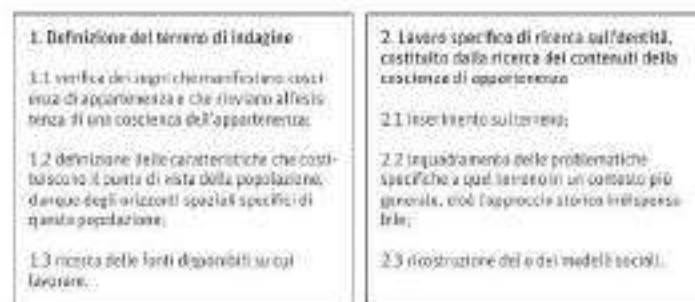 1. Definizione del terreno di indagine
1.1 verifica dei segni che manifestano cosci-
enza di appartenenza e che rinviano all'esis-
tenza di una coscienza dell'appartenenza;
1.2 definizione delle caratteristiche che costi-
tuiscono il punto di vista della popolazione,
dunque degli orizzonti spaziali specifici di
questa popolazione;
1.3 ricerca delle fonti disponibili su cui
lavorare.
2. Lavoro specifico di ricerca sull'identità,
costituito dalla ricerca dei contenuti della
coscienza di appartenenza
2.1 inserimento sul terreno;
2.2 inquadramento delle problematiche
specifiche a quel terreno in un contesto più
generale, cioè l'approccio storico indispensa-
bile;
2.3 ricostruzione del o dei modelli sociali.